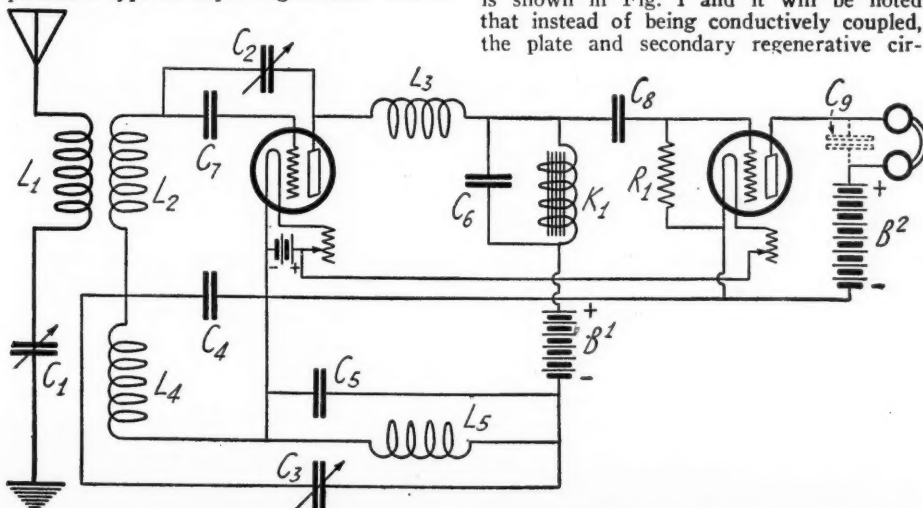 is shown in Fig. 1 and it will be noted
that instead of being conductively coupled,
the plate and secondary regenerative cir-
C2
L3
C8
C9
C7
L1
L2
C6
K1
R1
+
B2
-
- +
C4
+
B1
-
C1
L4
C5
L5
C3